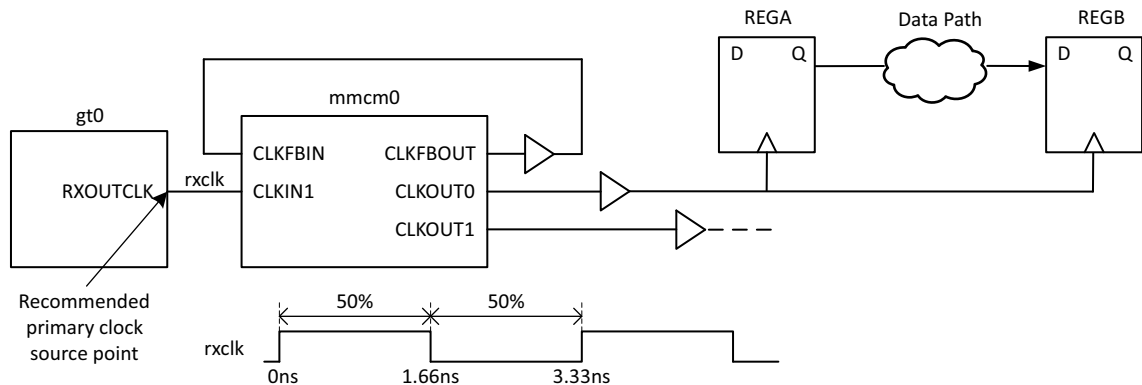 REGA
Data Path
REGB
D
Q
D
Q
mmcm0
gt0
CLKFBIN
CLKFBOUT
RXOUTCLK
rxclk
CLKIN1
CLKOUT0
CLKOUT1
Recommended
primary clock
source point
50%
50%
rxclk
0ns
1.66ns
3.33ns